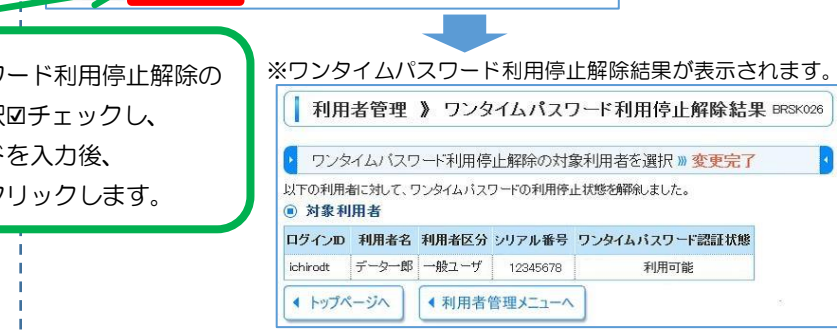 ワード利用停止解除の
択☑チェックし、
ドを入力後、
クリックします。
※ワンタイムパスワード利用停止解除結果が表示されます。
利用者管理 》 ワンタイムパスワード利用停止解除結果 BRSK026
ワンタイムパスワード利用停止解除の対象利用者を選択 》 変更完了
以下の利用者に対して、ワンタイムパスワードの利用停止状態を解除しました。
対象利用者
ログインID 利用者名 利用者区分 シリアル番号 ワンタイムパスワード認証状態
ichirodt データ一郎 一般ユーザ 12345678 利用可能
トップページへ 利用者管理メニューへ